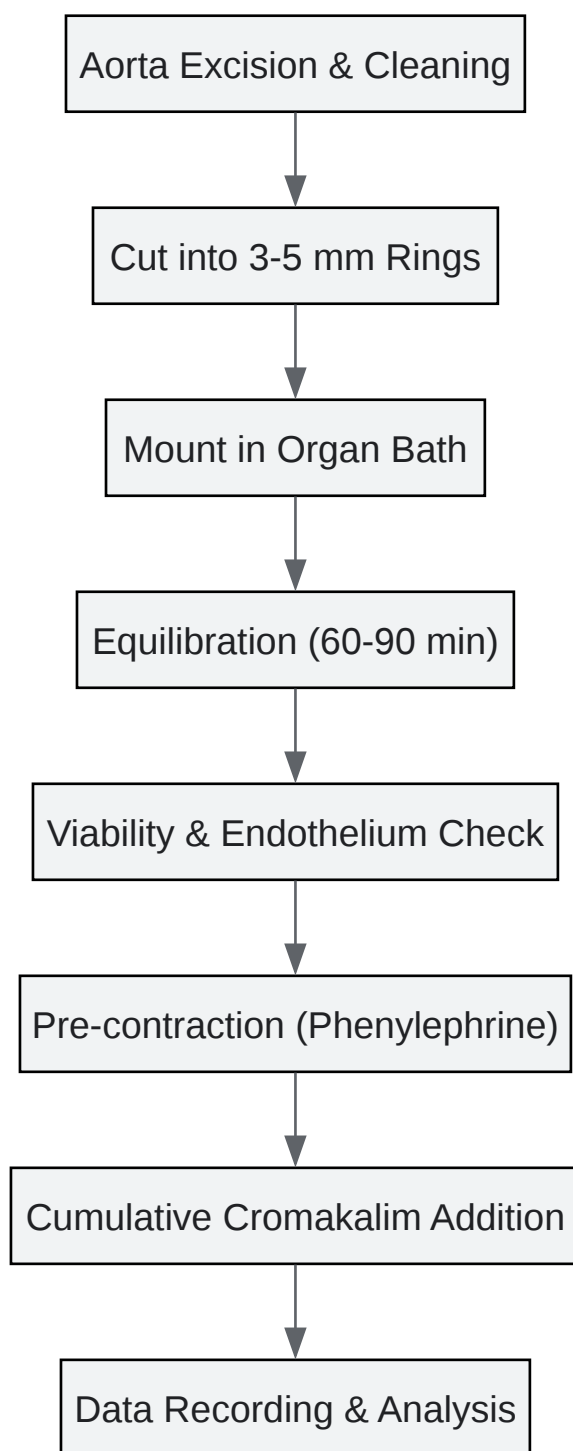 Aorta Excision & Cleaning
Cut into 3-5 mm Rings
Mount in Organ Bath
Equilibration (60-90 min)
Viability & Endothelium Check
Pre-contraction (Phenylephrine)
Cumulative Cromakalim Addition
Data Recording & Analysis